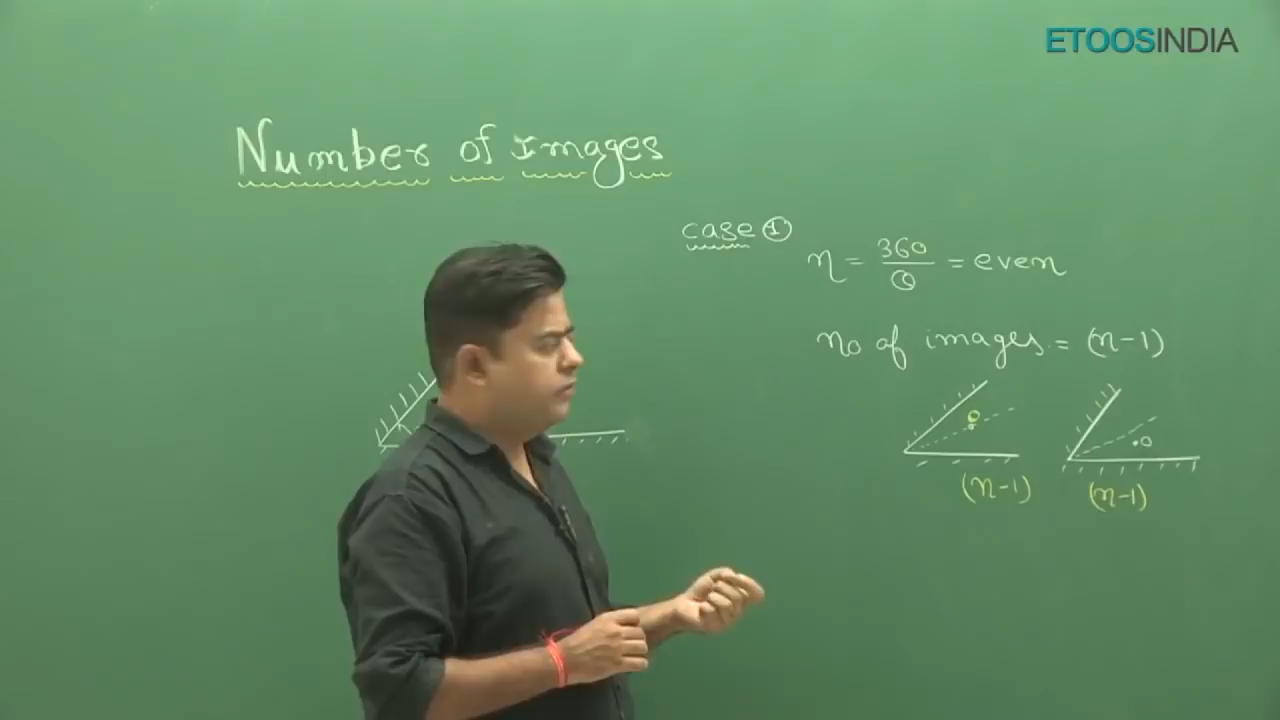 ETOOSINDIA
Number of Images
case ①
n = 360/θ = even
no of images = (n-1)
O
O
(n-1)
(n-1)